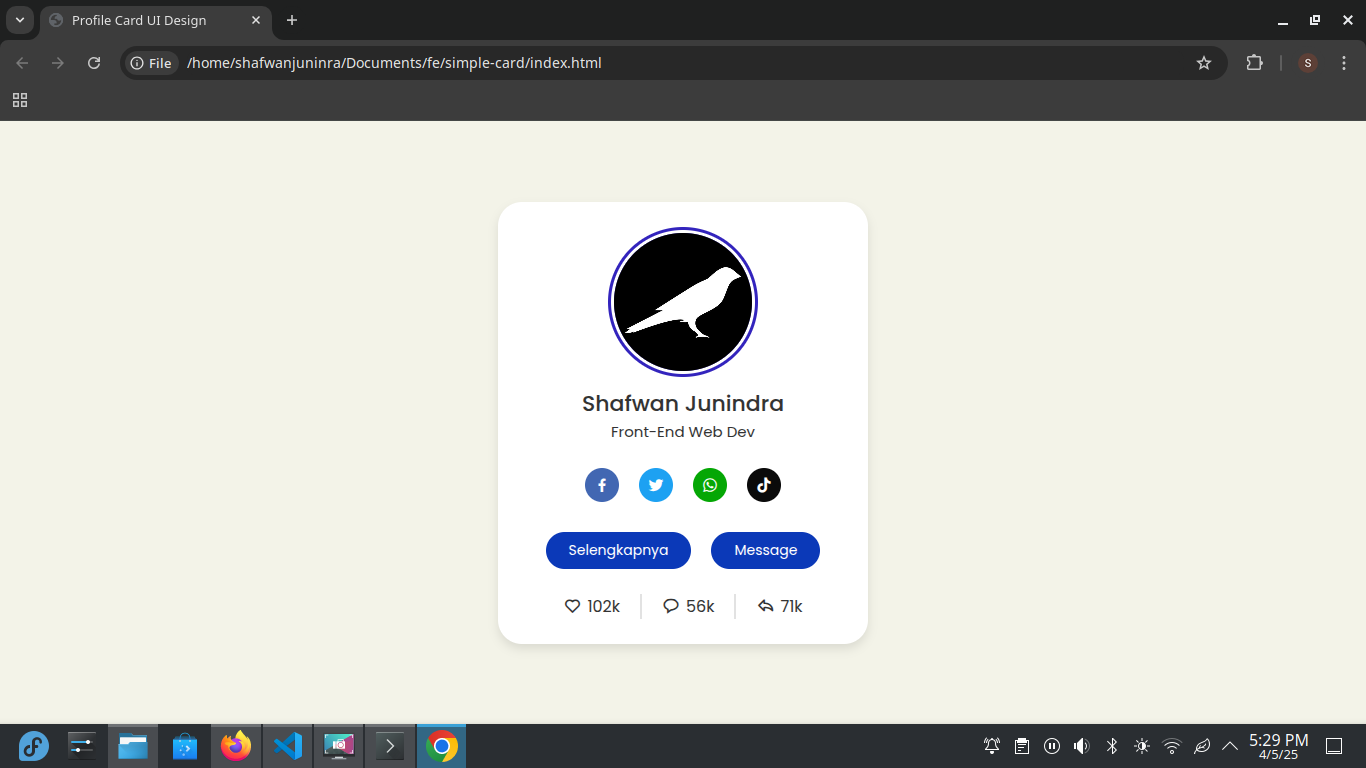 Profile Card UI Design
File
/home/shafwanjuninra/Documents/fe/simple-card/index.html
S
Shafwan Junindra
Front-End Web Dev
Selengkapnya
Message
102k
56k
71k
5:29 PM
4/5/25